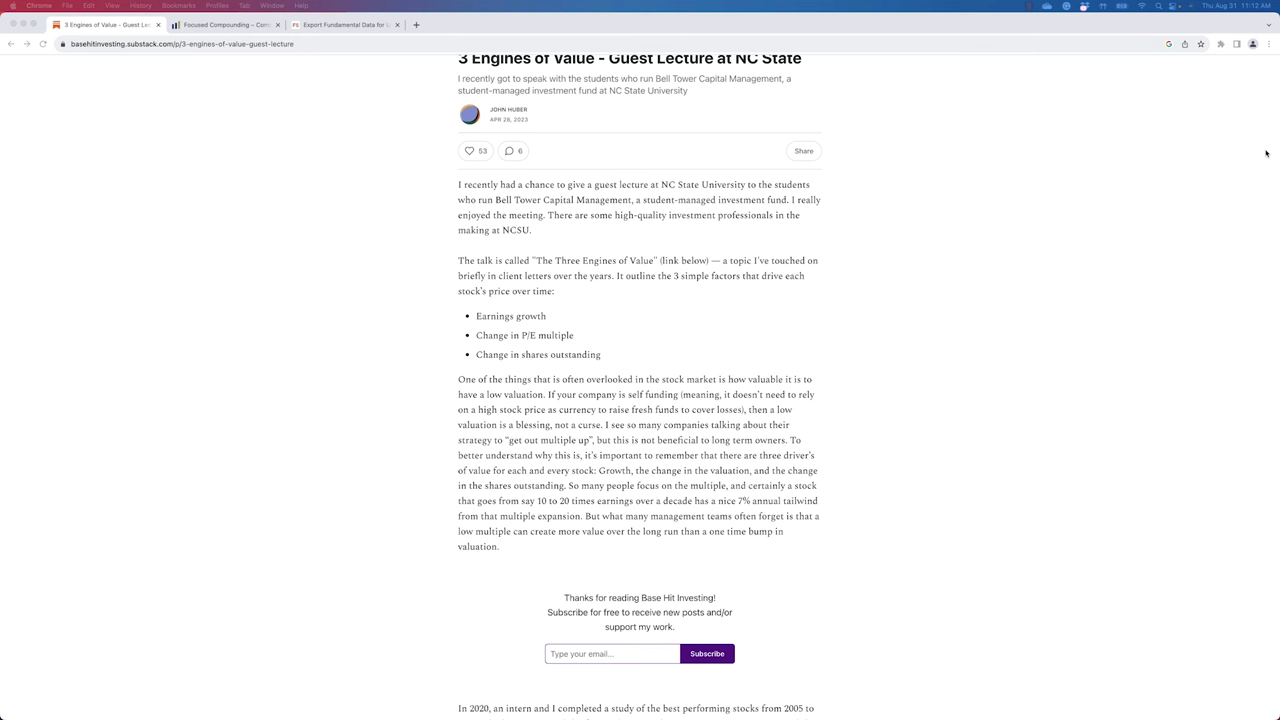 Chrome File Edit View History Bookmarks Profiles Tab Window Help Thu Aug 31 11:12 AM
3 Engines of Value - Guest Lec Focused Compounding – Com Export Fundamental Data for U
basehitinvesting.substack.com/p/3-engines-of-value-guest-lecture
3 Engines of Value - Guest Lecture at NC State
I recently got to speak with the students who run Bell Tower Capital Management, a
student-managed investment fund at NC State University
JOHN HUBER
APR 28, 2023
53 6 Share
I recently had a chance to give a guest lecture at NC State University to the students
who run Bell Tower Capital Management, a student-managed investment fund. I really
enjoyed the meeting. There are some high-quality investment professionals in the
making at NCSU.
The talk is called "The Three Engines of Value" (link below) — a topic I've touched on
briefly in client letters over the years. It outline the 3 simple factors that drive each
stock's price over time:
• Earnings growth
• Change in P/E multiple
• Change in shares outstanding
One of the things that is often overlooked in the stock market is how valuable it is to
have a low valuation. If your company is self funding (meaning, it doesn't need to rely
on a high stock price as currency to raise fresh funds to cover losses), then a low
valuation is a blessing, not a curse. I see so many companies talking about their
strategy to "get out multiple up", but this is not beneficial to long term owners. To
better understand why this is, it's important to remember that there are three driver's
of value for each and every stock: Growth, the change in the valuation, and the change
in the shares outstanding. So many people focus on the multiple, and certainly a stock
that goes from say 10 to 20 times earnings over a decade has a nice 7% annual tailwind
from that multiple expansion. But what many management teams often forget is that a
low multiple can create more value over the long run than a one time bump in
valuation.
Thanks for reading Base Hit Investing!
Subscribe for free to receive new posts and/or
support my work.
Type your email... Subscribe
In 2020, an intern and I completed a study of the best performing stocks from 2005 to